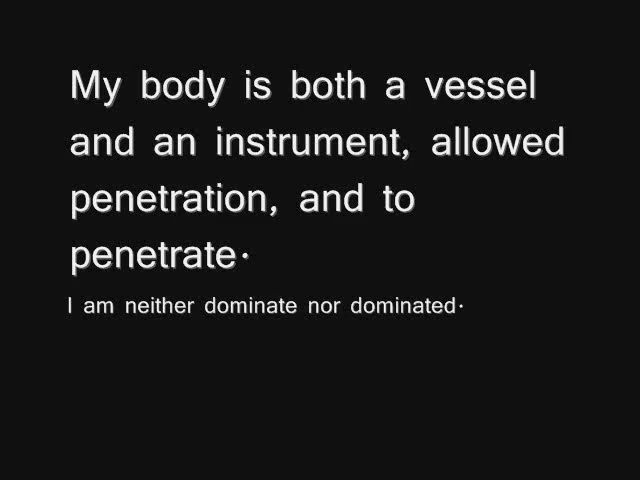 My body is both a vessel
and an instrument, allowed
penetration, and to
penetrate·
I am neither dominate nor dominated·